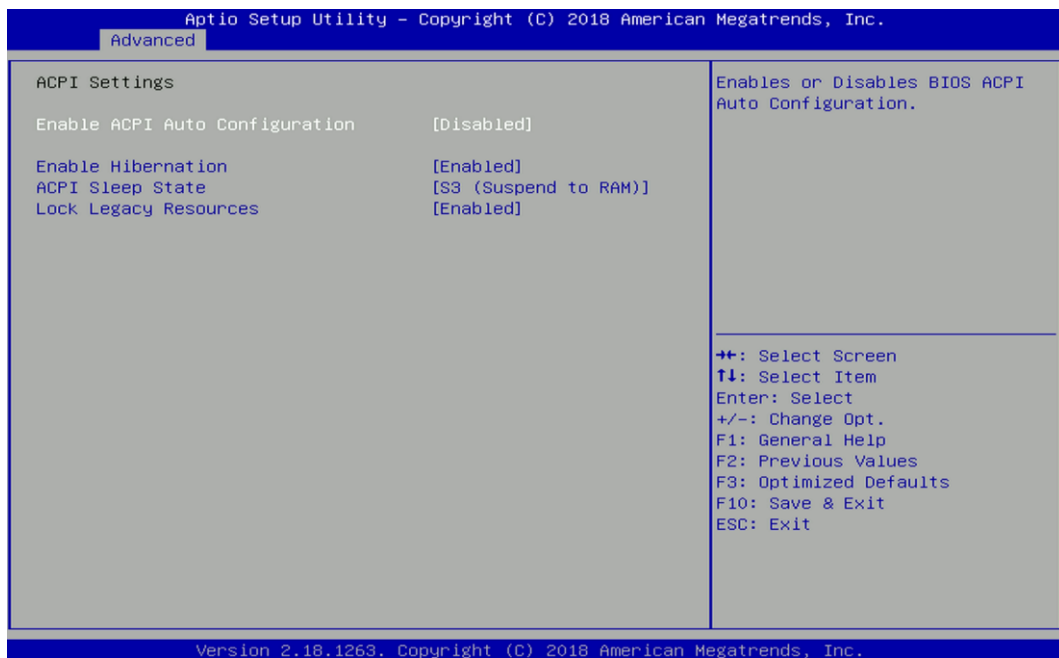 Aptio Setup Utility – Copyright (C) 2018 American Megatrends, Inc.
Advanced
ACPI Settings
Enable ACPI Auto Configuration [Disabled]
Enable Hibernation [Enabled]
ACPI Sleep State [S3 (Suspend to RAM)]
Lock Legacy Resources [Enabled]
Enables or Disables BIOS ACPI
Auto Configuration.
→←: Select Screen
↑↓: Select Item
Enter: Select
+/-: Change Opt.
F1: General Help
F2: Previous Values
F3: Optimized Defaults
F10: Save & Exit
ESC: Exit
Version 2.18.1263. Copyright (C) 2018 American Megatrends, Inc.